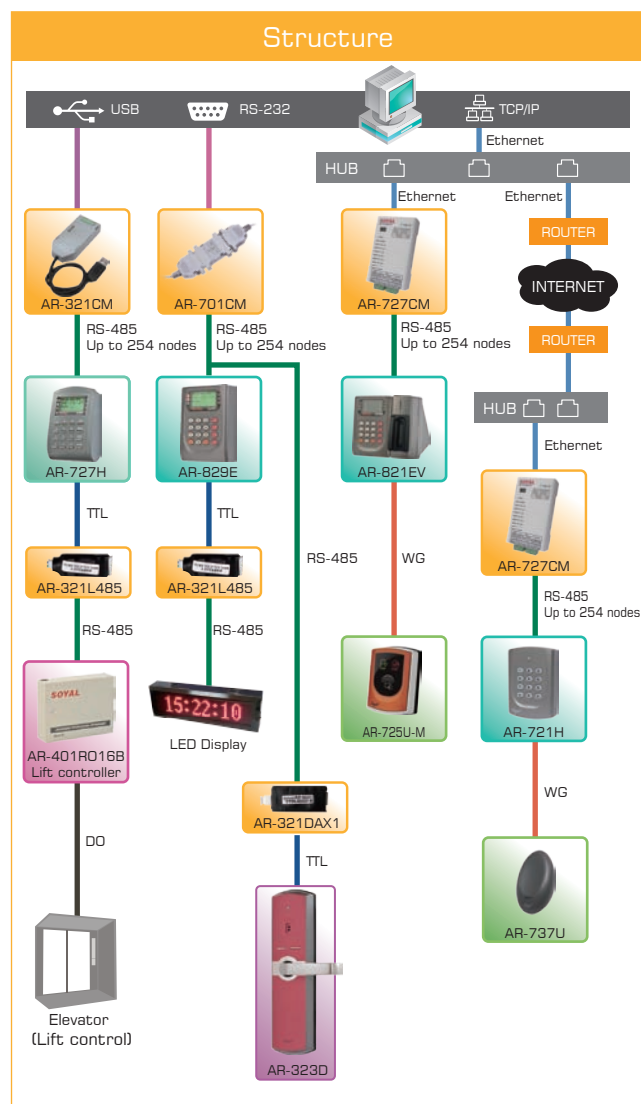 Structure
USB
RS-232
TCP/IP
Ethernet
HUB
Ethernet
Ethernet
AR-321CM
AR-701CM
AR-727CM
ROUTER
INTERNET
ROUTER
RS-485
Up to 254 nodes
RS-485
Up to 254 nodes
RS-485
Up to 254 nodes
HUB
AR-727H
AR-829E
AR-821EV
Ethernet
TTL
TTL
RS-485
WG
AR-727CM
AR-321L485
AR-321L485
RS-485
Up to 254 nodes
RS-485
RS-485
SOYAL
AR-401RO16B
Lift controller
15:22:10
LED Display
AR-725U-M
AR-721H
DO
AR-321DAX1
WG
TTL
AR-737U
Elevator
(Lift control)
AR-323D